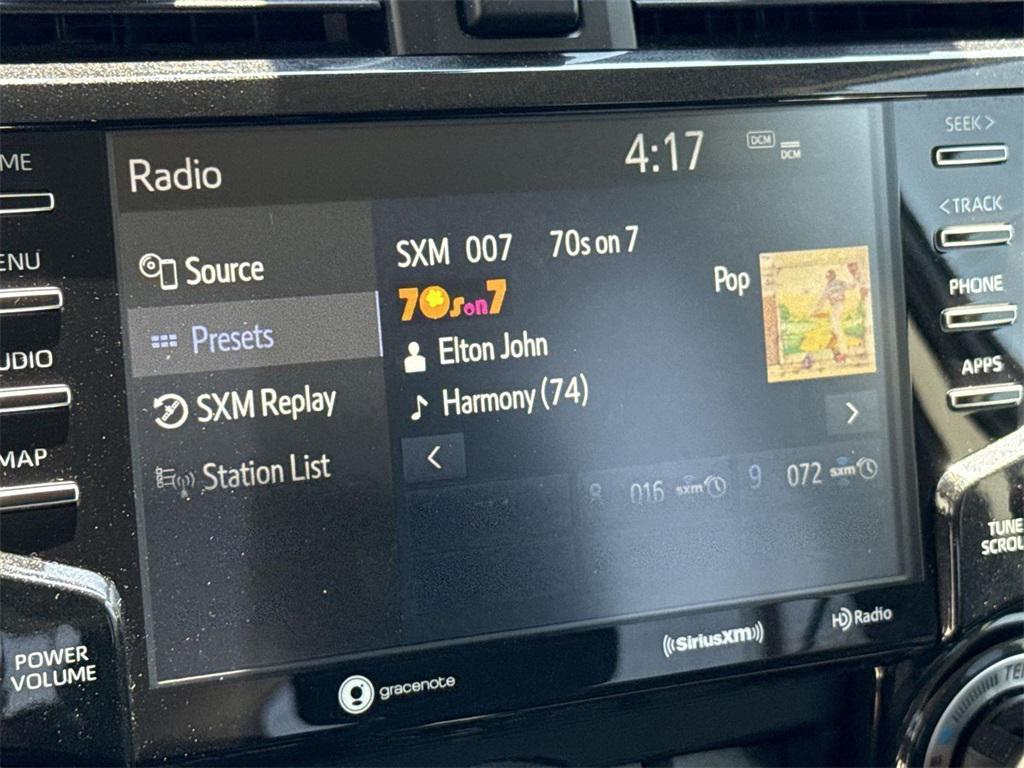 Radio
4:17
DCM
DCM
SEEK >
< TRACK
PHONE
APPS
TUNE
SCROL
ME
ENU
UDIO
MAP
POWER
VOLUME
Source
Presets
SXM Replay
Station List
SXM 007 70s on 7
70s on 7
Pop
Elton John
Harmony (74)
<
>
8 016 sxm
9 072 sxm
gracenote
((SiriusXM))
HD Radio
TE